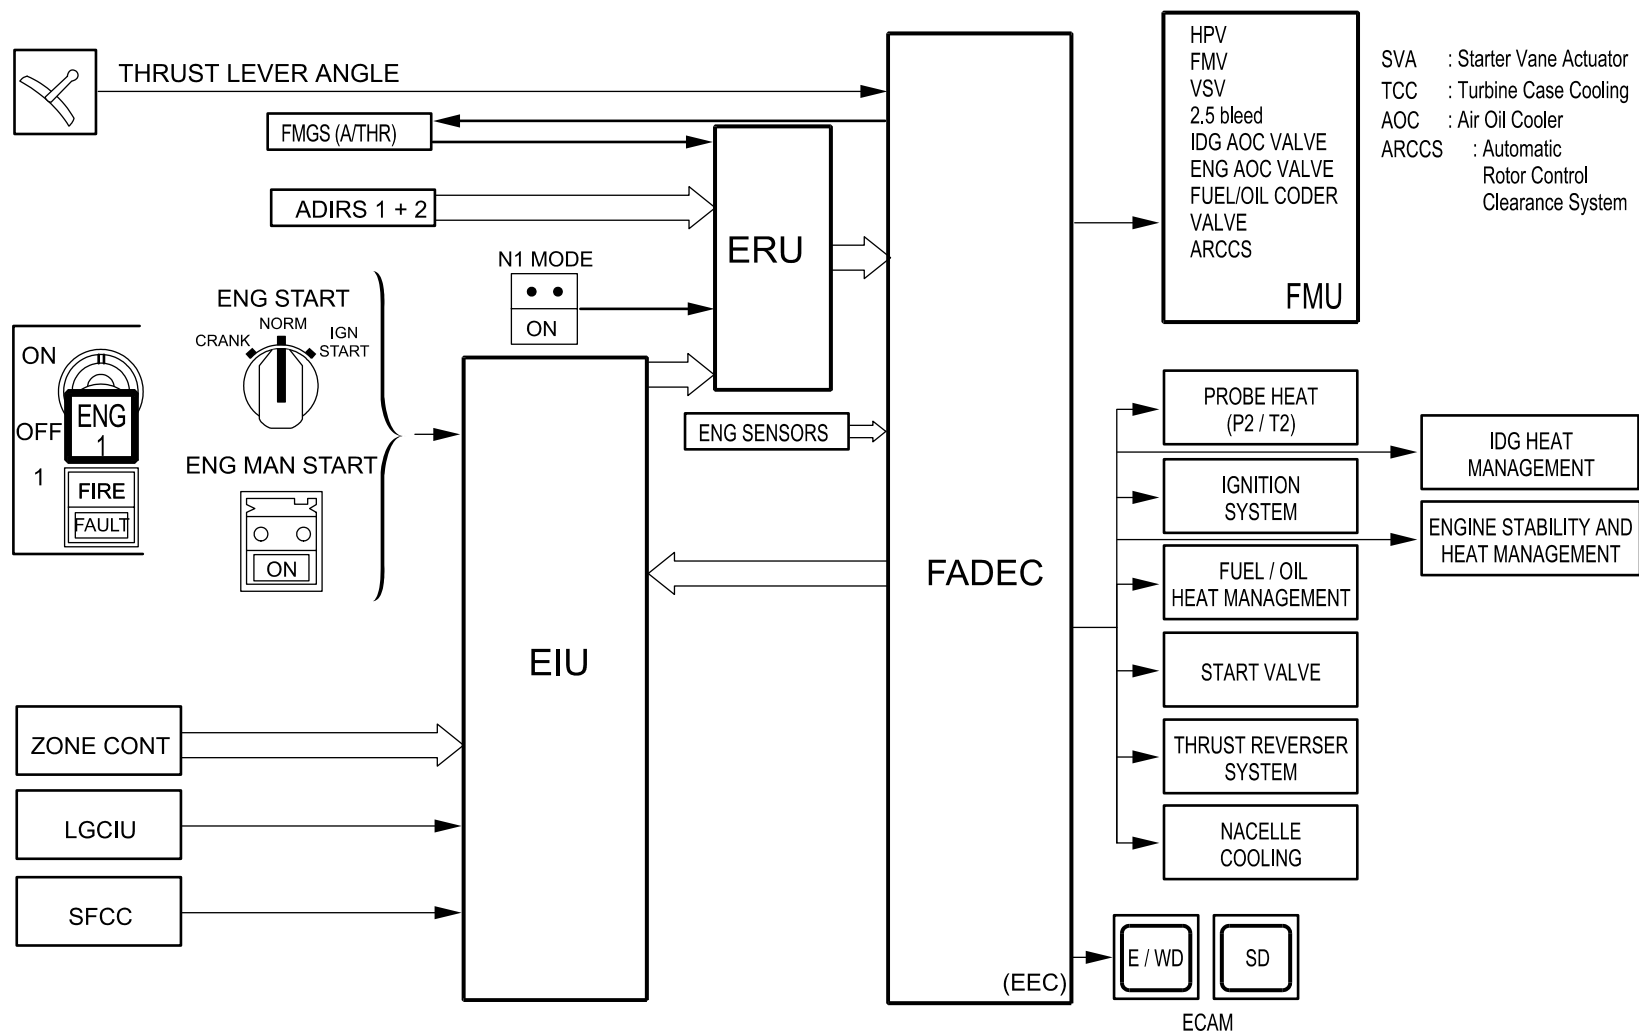 THRUST LEVER ANGLE
FMGS (A/THR)
ADIRS 1 + 2
ERU
N1 MODE
ON
ENG START
NORM
CRANK
IGN
START
ON
OFF
ENG
1
1
FIRE
FAULT
ENG MAN START
ON
ENG SENSORS
EIU
ZONE CONT
LGCIU
SFCC
FADEC
(EEC)
HPV
FMV
VSV
2.5 bleed
IDG AOC VALVE
ENG AOC VALVE
FUEL/OIL CODER
VALVE
ARCCS
FMU
SVA : Starter Vane Actuator
TCC : Turbine Case Cooling
AOC : Air Oil Cooler
ARCCS : Automatic
Rotor Control
Clearance System
PROBE HEAT
(P2 / T2)
IDG HEAT
MANAGEMENT
IGNITION
SYSTEM
ENGINE STABILITY AND
HEAT MANAGEMENT
FUEL / OIL
HEAT MANAGEMENT
START VALVE
THRUST REVERSER
SYSTEM
NACELLE
COOLING
E / WD
SD
ECAM